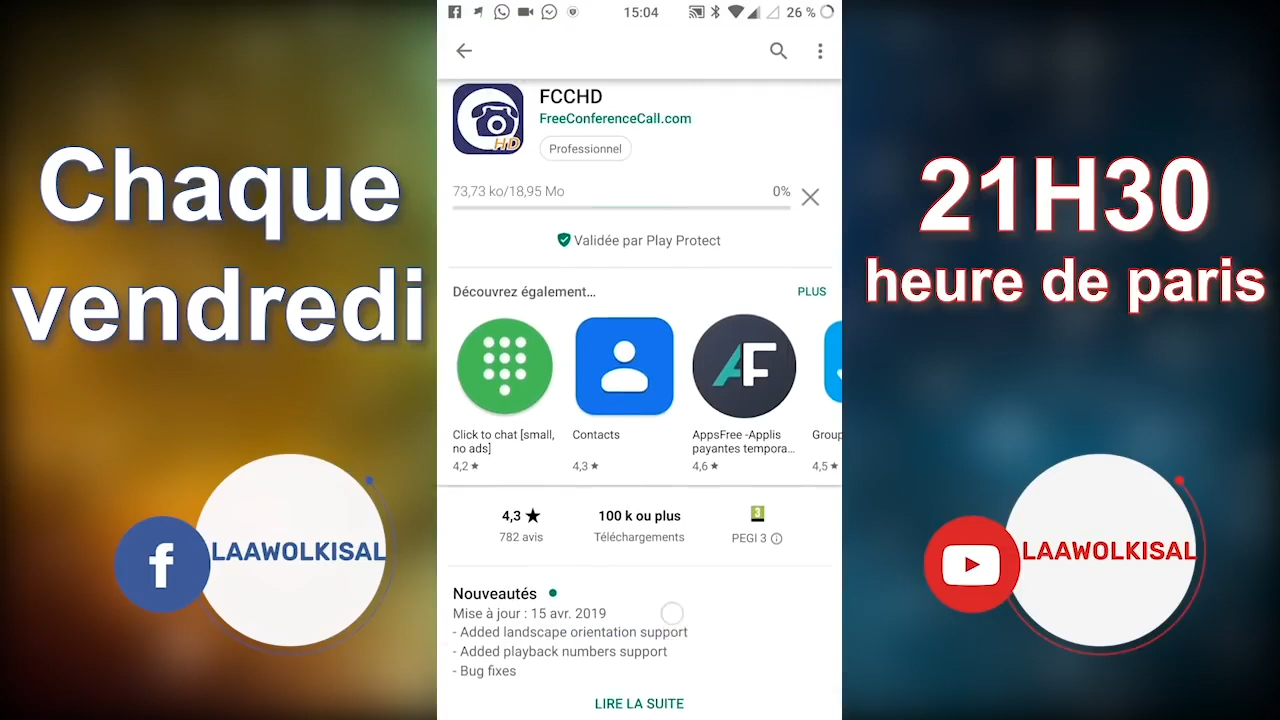 Chaque
vendredi
LAAWOLKISAL
15:04
26 %
FCCHD
FreeConferenceCall.com
HD
Professionnel
73,73 ko/18,95 Mo
0%
Validée par Play Protect
Découvrez également...
PLUS
Click to chat [small, no ads]
4,2 ★
Contacts
4,3 ★
AF
AppsFree -Applis payantes tempora...
4,6 ★
Group
4,5 ★
4,3 ★
782 avis
100 k ou plus
Téléchargements
3
PEGI 3
Nouveautés
Mise à jour : 15 avr. 2019
- Added landscape orientation support
- Added playback numbers support
- Bug fixes
LIRE LA SUITE
21H30
heure de paris
LAAWOLKISAL